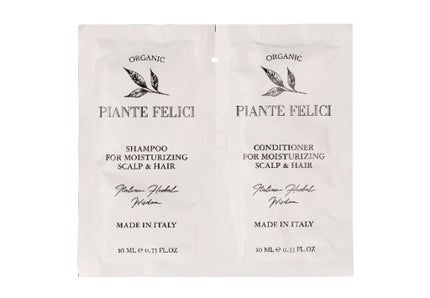 ORGANIC
PIANTE FELICI
SHAMPOO
FOR MOISTURIZING
SCALP & HAIR
Italian Herbal
Wisdom
MADE IN ITALY
10 ML e 0.33 FL.OZ
ORGANIC
PIANTE FELICI
CONDITIONER
FOR MOISTURIZING
SCALP & HAIR
Italian Herbal
Wisdom
MADE IN ITALY
10 ML e 0.33 FL.OZ